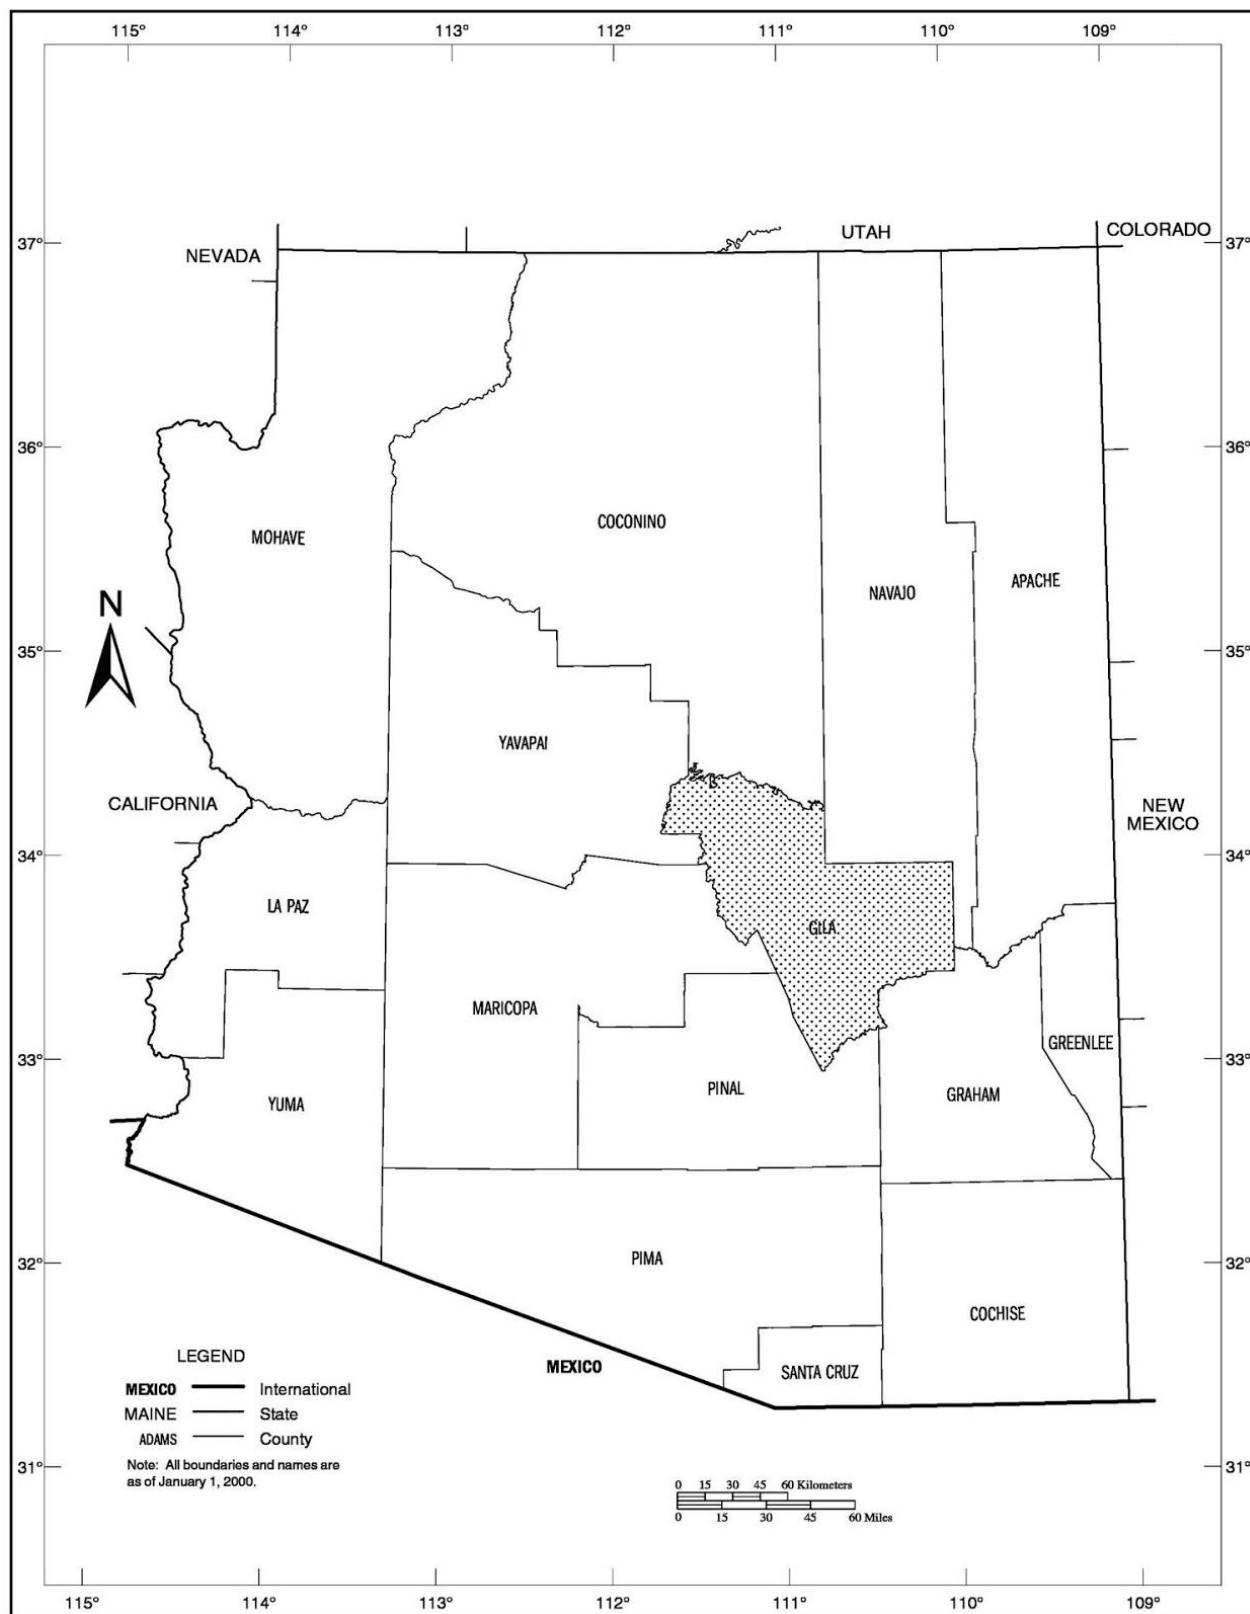 115° 114° 113° 112° 111° 110° 109°
37° NEVADA UTAH COLORADO 37°
36° 36°
MOHAVE COCONINO
NAVAJO APACHE
N
35° 35°
YAVAPAI
CALIFORNIA NEW
MEXICO
34° 34°
LA PAZ GILA
MARICOPA
33° GREENLEE 33°
YUMA PINAL GRAHAM
32° PIMA 32°
COCHISE
MEXICO SANTA CRUZ
LEGEND
MEXICO International
MAINE State
ADAMS County
Note: All boundaries and names are
as of January 1, 2000.
31° 31°
0 15 30 45 60 Kilometers
0 15 30 45 60 Miles
115° 114° 113° 112° 111° 110° 109°